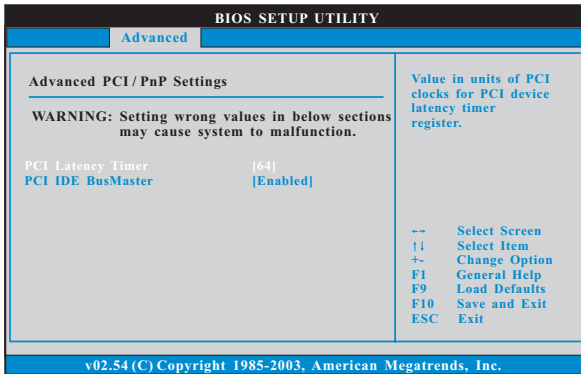 BIOS SETUP UTILITY
Advanced
Advanced PCI / PnP Settings
WARNING: Setting wrong values in below sections
may cause system to malfunction.
PCI Latency Timer [64]
PCI IDE BusMaster [Enabled]
Value in units of PCI
clocks for PCI device
latency timer
register.
←→ Select Screen
↑↓ Select Item
+- Change Option
F1 General Help
F9 Load Defaults
F10 Save and Exit
ESC Exit
v02.54 (C) Copyright 1985-2003, American Megatrends, Inc.